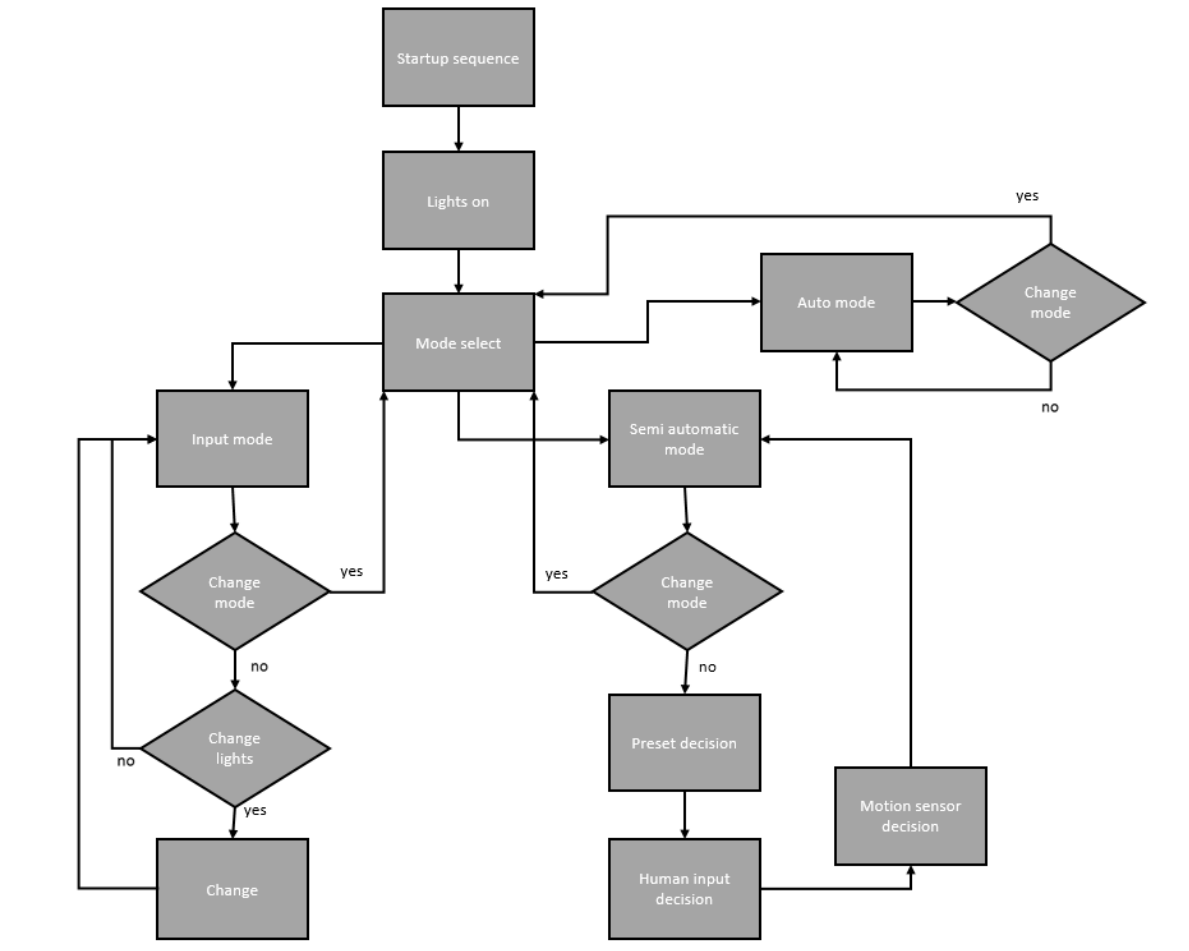 Startup sequence
Lights on
yes
Mode select
Auto mode
Change
mode
no
Input mode
Semi automatic
mode
Change
mode
yes
yes
Change
mode
no
no
Change
lights
no
yes
Preset decision
Motion sensor
decision
Change
Human input
decision